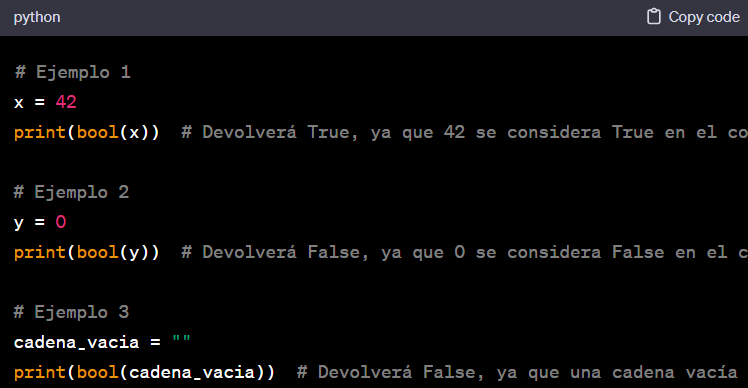 python
Copy code
# Ejemplo 1
x = 42
print(bool(x))  # Devolverá True, ya que 42 se considera True en el co
# Ejemplo 2
y = 0
print(bool(y))  # Devolverá False, ya que 0 se considera False en el c
# Ejemplo 3
cadena_vacia = ""
print(bool(cadena_vacia))  # Devolverá False, ya que una cadena vacía